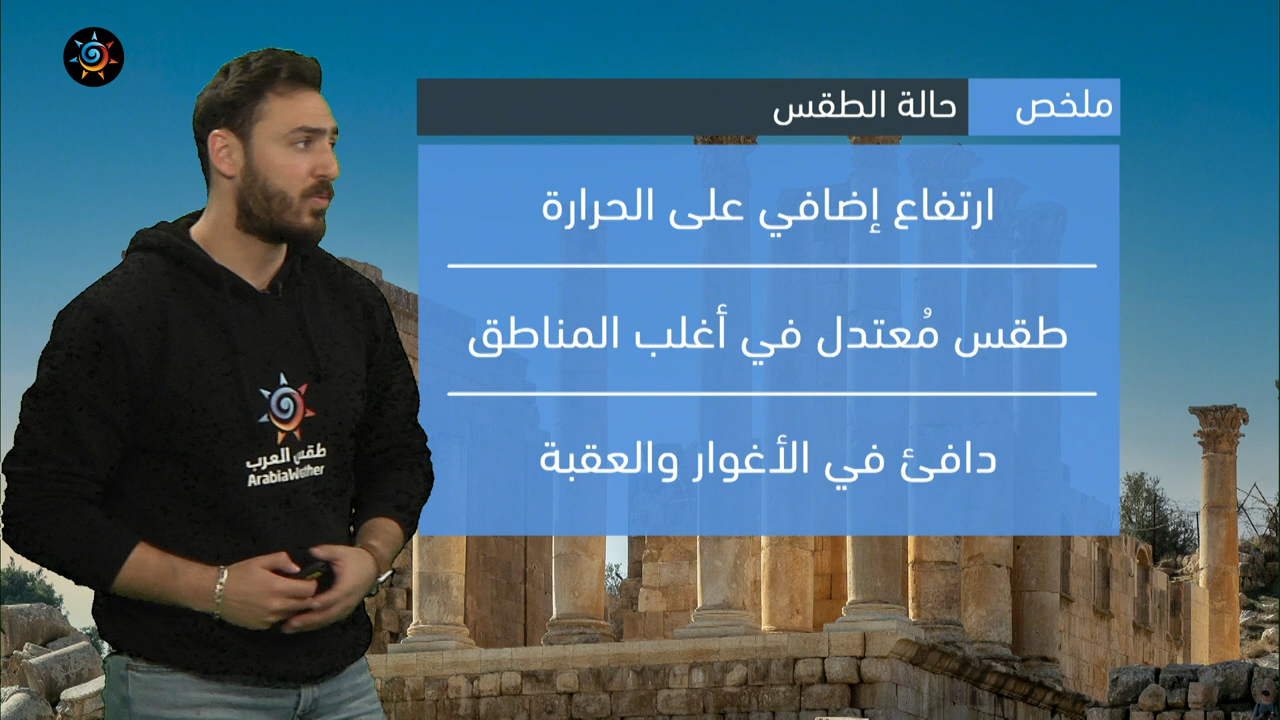 ملخص حالة الطقس
ارتفاع إضافي على الحرارة
طقس مُعتدل في أغلب المناطق
دافئ في الأغوار والعقبة
طقس العرب
ArabiaWeather